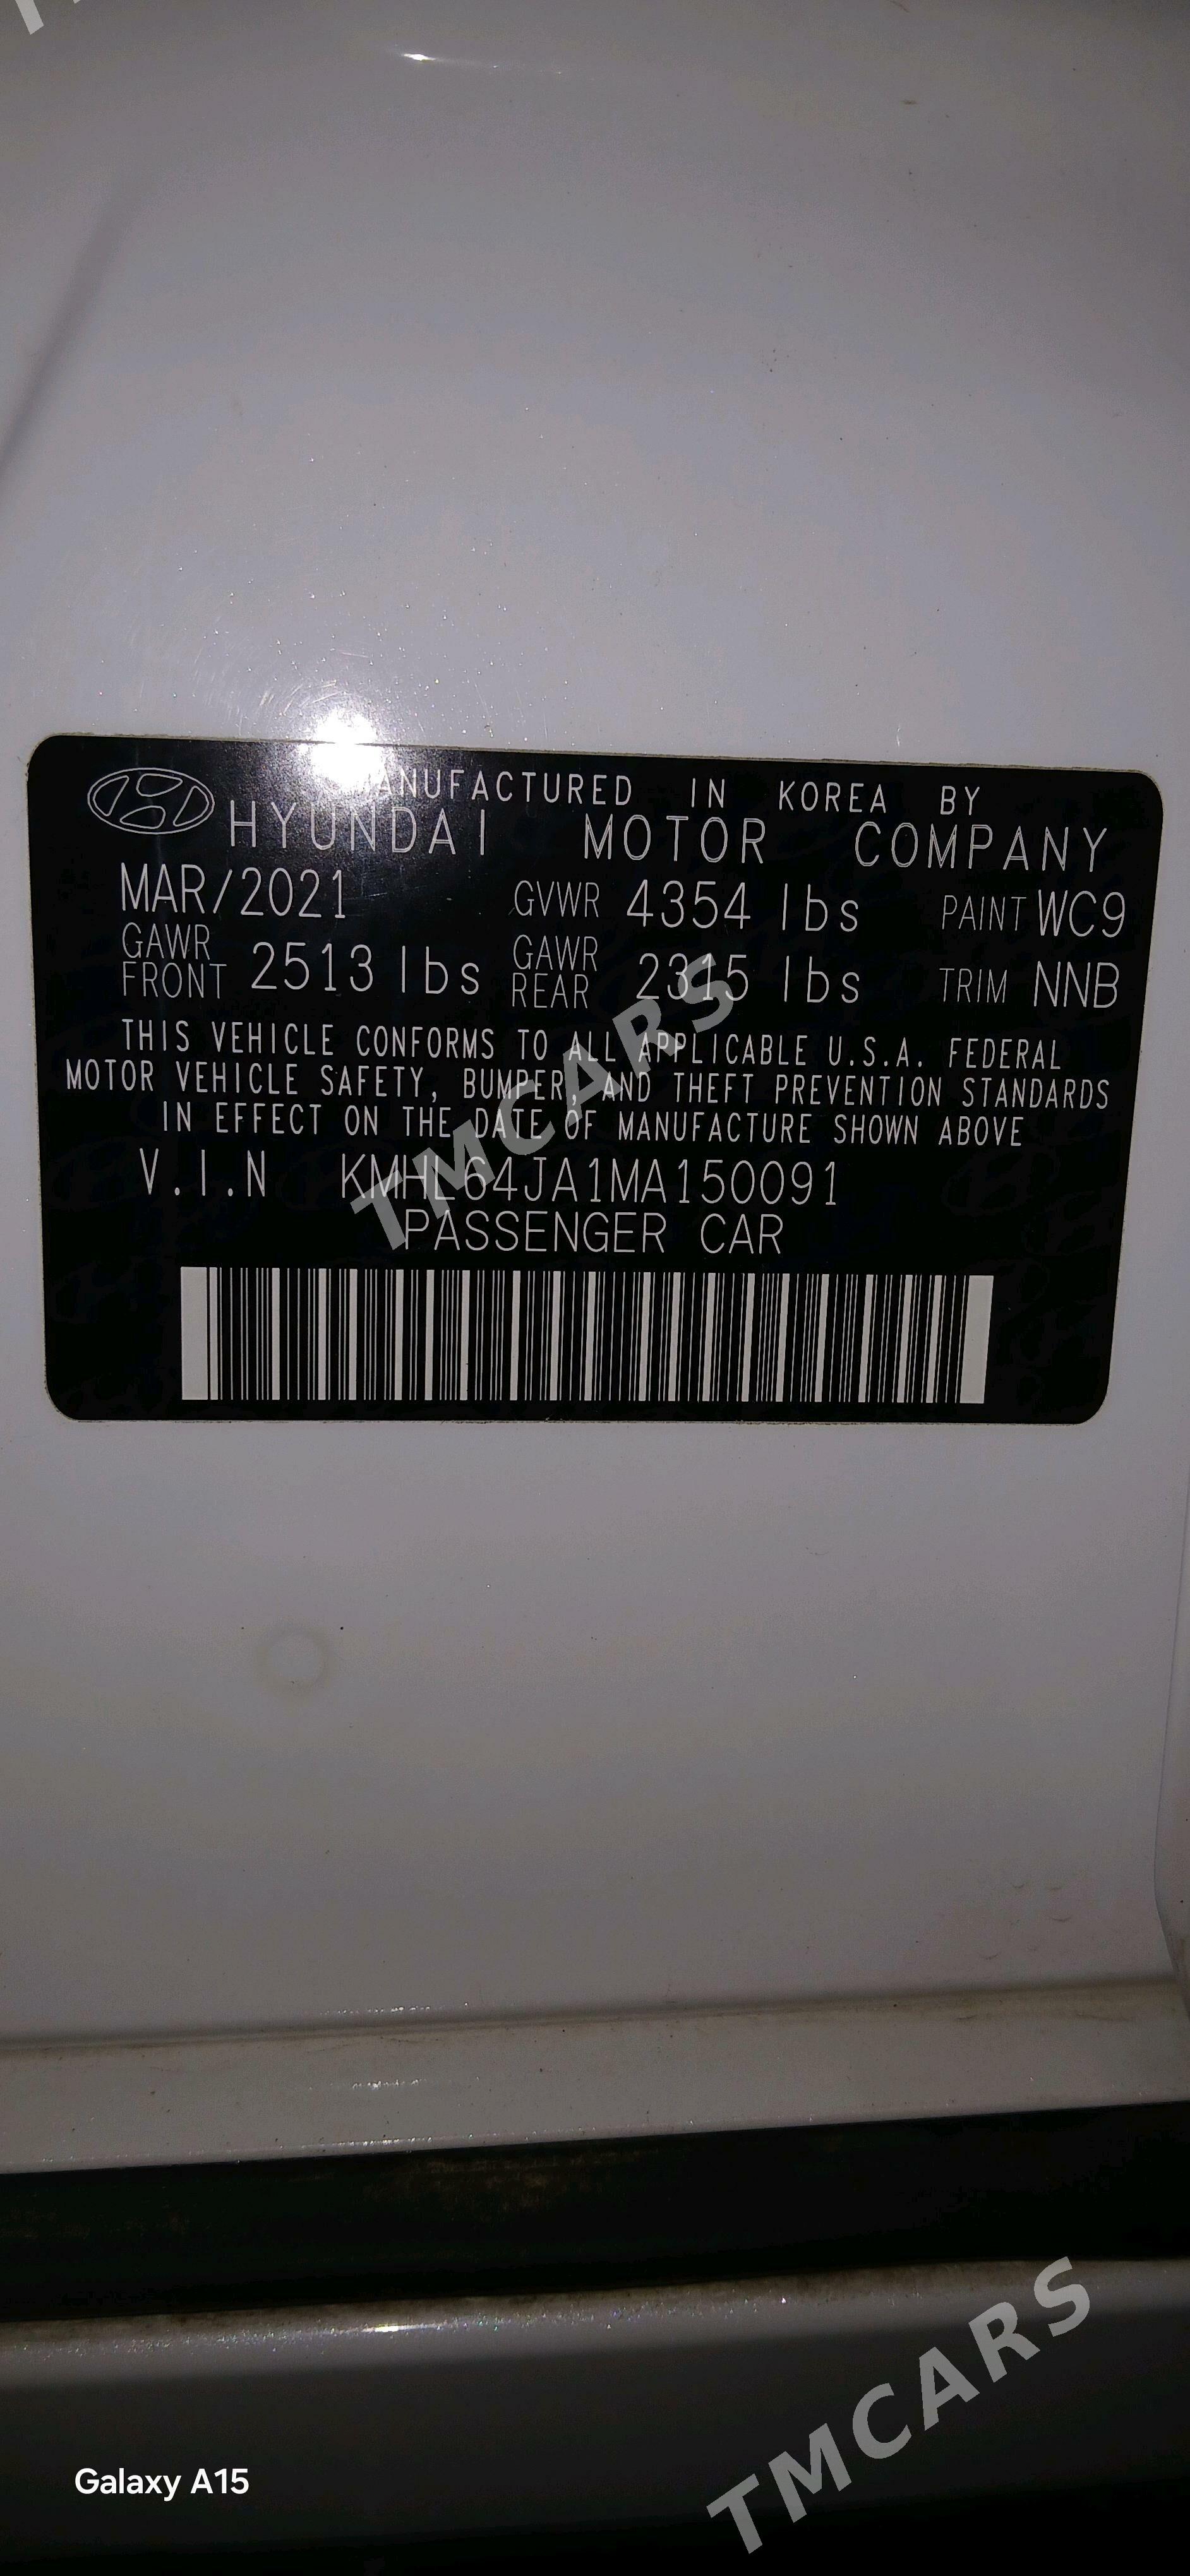 MANUFACTURED IN KOREA BY
HYUNDAI MOTOR COMPANY
MAR/2021 GVWR 4354 lbs PAINT WC9
GAWR FRONT 2513 lbs GAWR REAR 2315 lbs TRIM NNB
THIS VEHICLE CONFORMS TO ALL APPLICABLE U.S.A. FEDERAL
MOTOR VEHICLE SAFETY, BUMPER, AND THEFT PREVENTION STANDARDS
IN EFFECT ON THE DATE OF MANUFACTURE SHOWN ABOVE
V.I.N KMHL64JA1MA150091
PASSENGER CAR
TMCARS
TMCARS
Galaxy A15